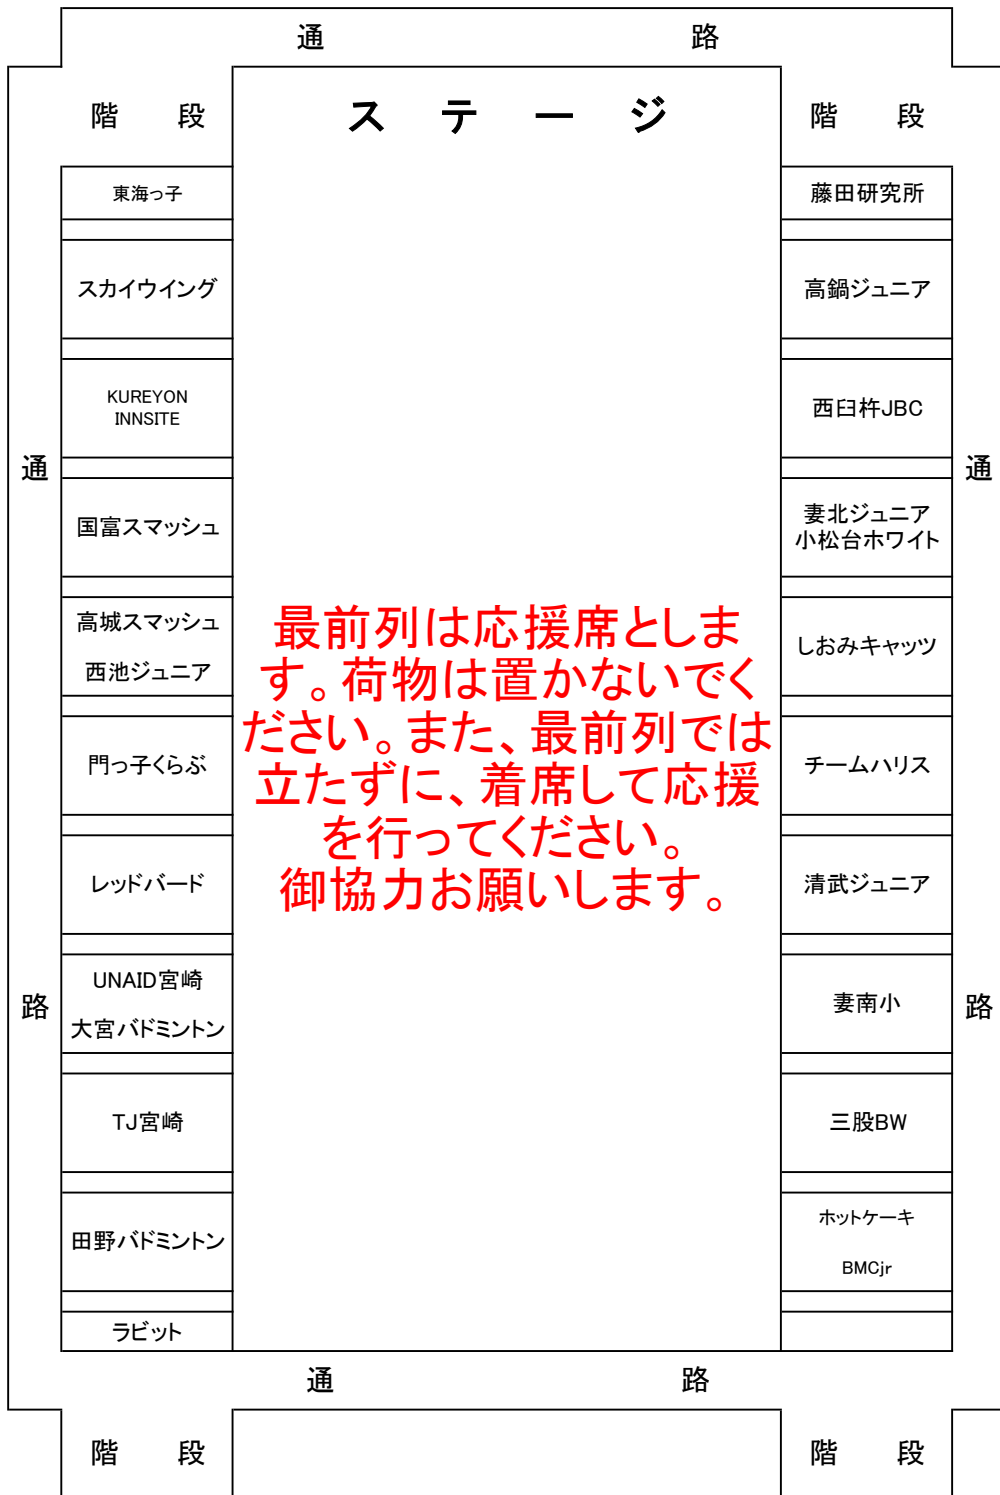 通 路
階 段
ステージ
階 段
東海っ子
藤田研究所
スカイウイング
高鍋ジュニア
KUREYON
INNSITE
西臼杵JBC
通
通
国富スマッシュ
妻北ジュニア
小松台ホワイト
高城スマッシュ
西池ジュニア
しおみキャッツ
門っ子くらぶ
チームハリス
レッドバード
清武ジュニア
最前列は応援席としま
す。荷物は置かないでく
ださい。また、最前列では
立たずに、着席して応援
を行ってください。
御協力お願いします。
UNAID宮崎
大宮バドミントン
妻南小
路
路
TJ宮崎
三股BW
田野バドミントン
ホットケーキ
BMCjr
ラビット
通 路
階 段
階 段